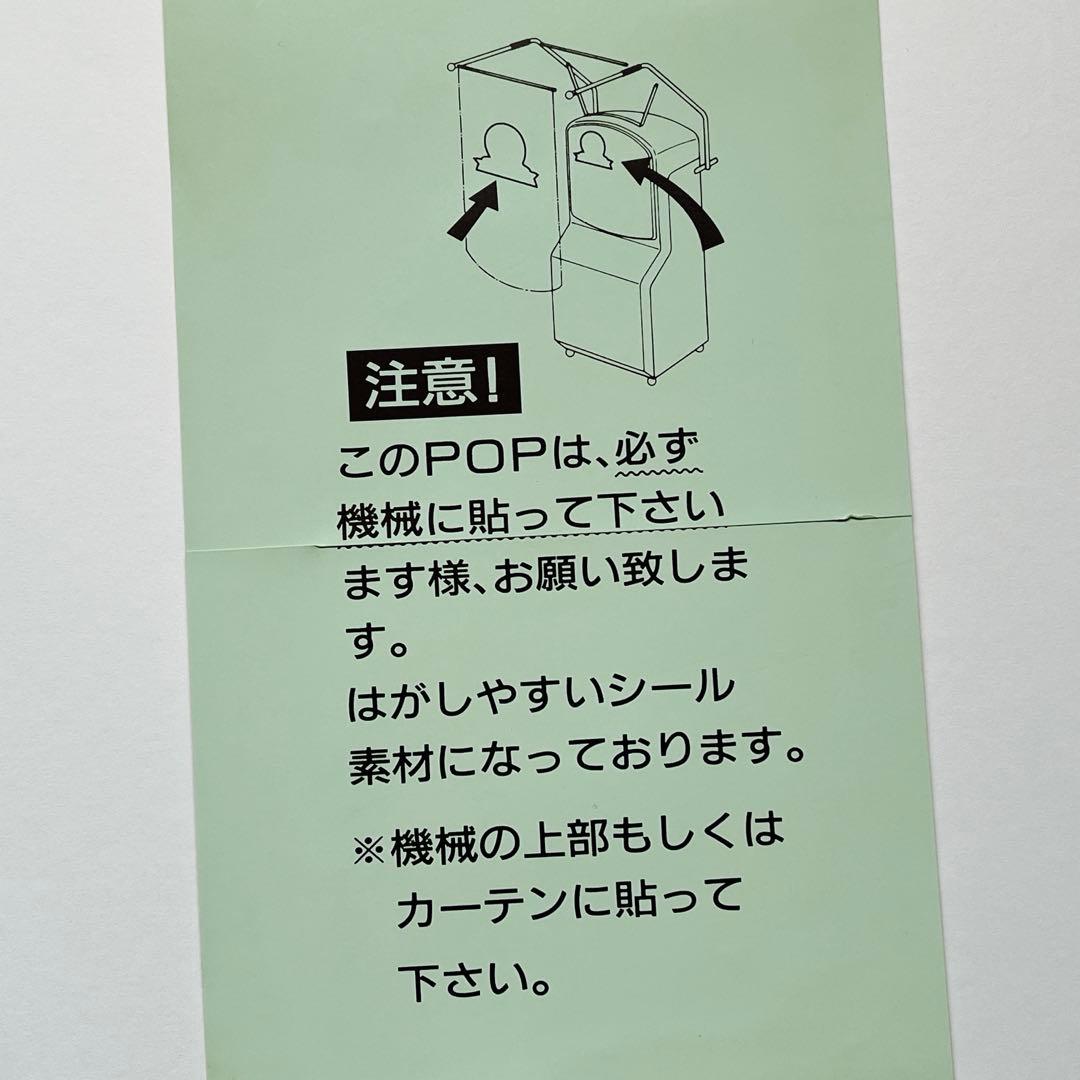 注意!
このPOPは、必ず
機械に貼って下さい
ます様、お願い致しま
す。
はがしやすいシール
素材になっております。
※機械の上部もしくは
カーテンに貼って
下さい。